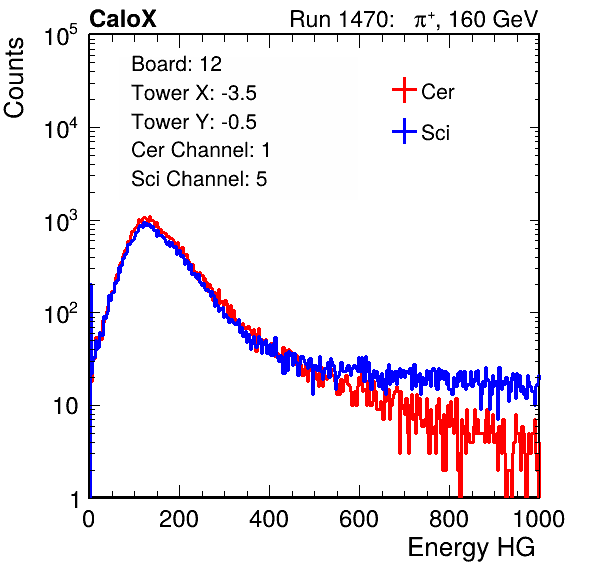 CaloX Run 1470: π⁺, 160 GeV
Counts
10⁵
10⁴
10³
10²
10
1
Board: 12
Tower X: -3.5
Tower Y: -0.5
Cer Channel: 1
Sci Channel: 5
Cer
Sci
0 200 400 600 800 1000
Energy HG